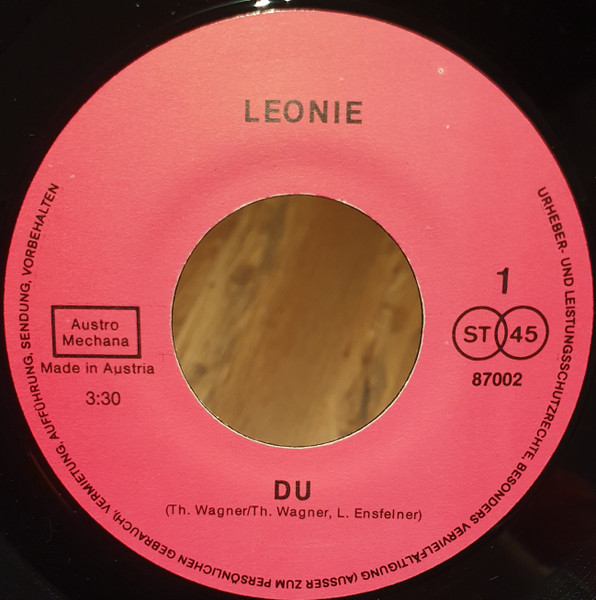 LEONIE
1
ST 45
87002
Austro
Mechana
Made in Austria
3:30
DU
(Th. Wagner/Th. Wagner, L. Ensfelner)
URHEBER- UND LEISTUNGSSCHUTZRECHTE, BESONDERS VERVIELFÄLTIGUNG (AUSSER ZUM PERSÖNLICHEN GEBRAUCH), VERMIETUNG, AUFFÜHRUNG, SENDUNG, VORBEHALTEN